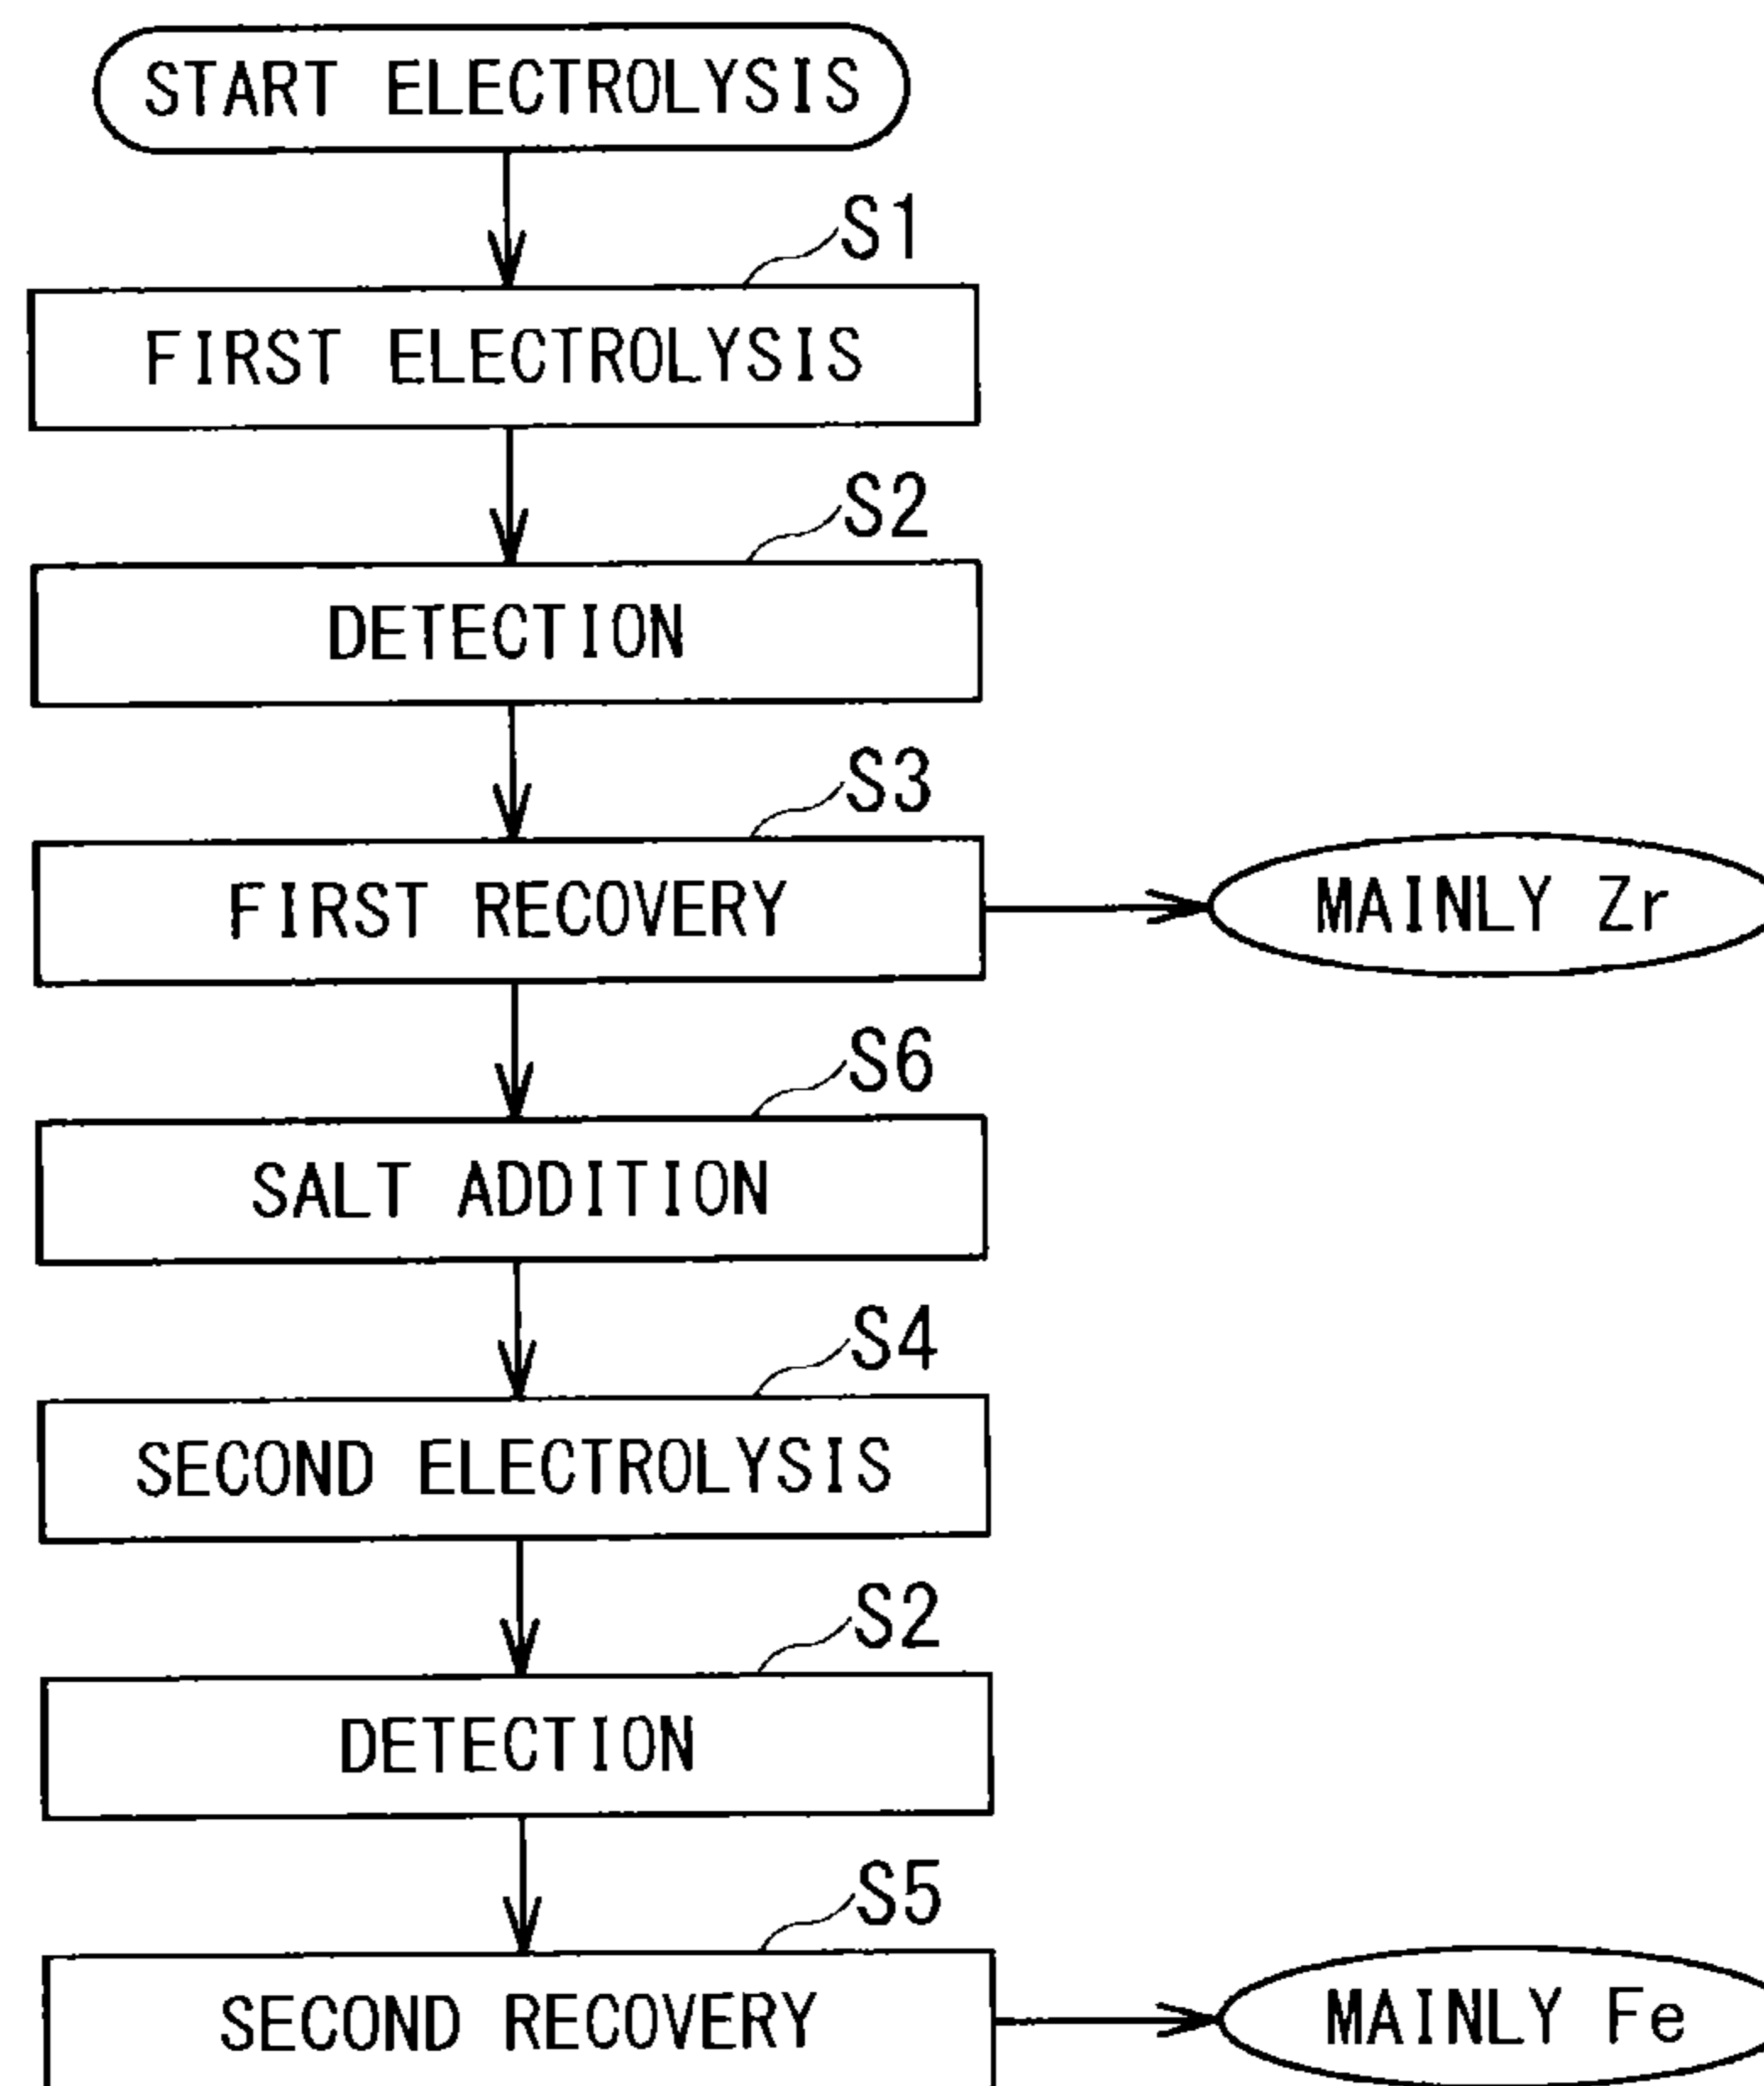 START ELECTROLYSIS
S1
FIRST ELECTROLYSIS
S2
DETECTION
S3
FIRST RECOVERY
MAINLY Zr
S6
SALT ADDITION
S4
SECOND ELECTROLYSIS
S2
DETECTION
S5
SECOND RECOVERY
MAINLY Fe